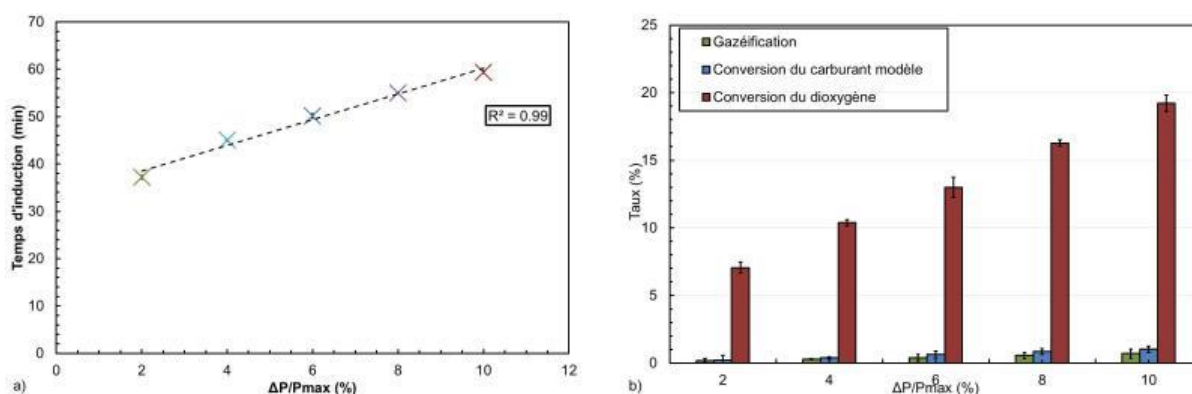 70
60
50
40
30
20
10
0
Temps d'induction (min)
R² = 0.99
0 2 4 6 8 10 12
ΔP/Pmax (%)
a)
25
20
15
10
5
0
Taux (%)
Gazéification
Conversion du carburant modèle
Conversion du dioxygène
2 4 6 8 10
ΔP/Pmax (%)
b)